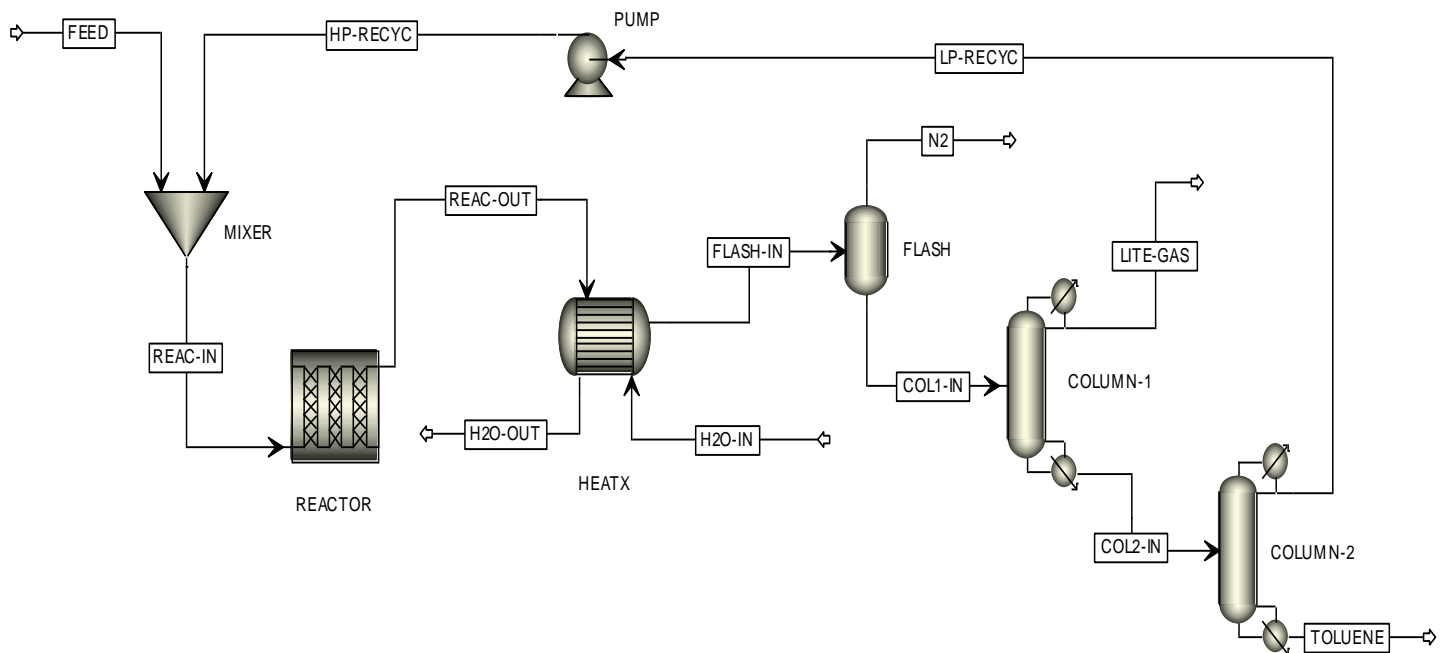 PUMP
FEED
HP-RECYC
LP-RECYC
N2
REAC-OUT
MIXER
FLASH-IN
FLASH
LITE-GAS
REAC-IN
COL1-IN
COLUMN-1
H2O-OUT
H2O-IN
HEATX
REACTOR
COL2-IN
COLUMN-2
TOLUENE